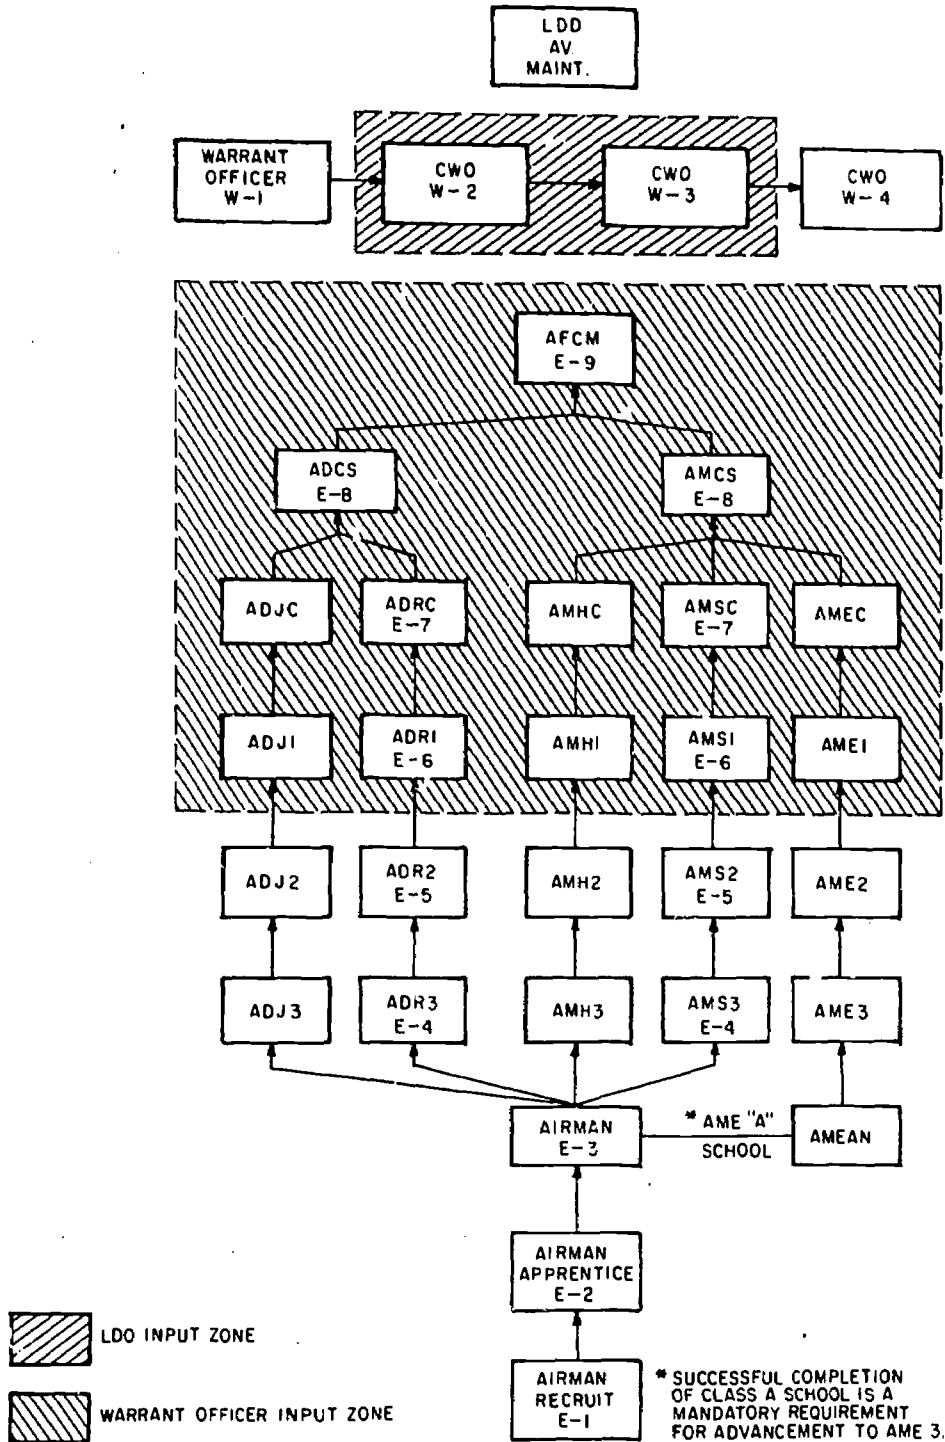 LDD
AV.
MAINT.
WARRANT
OFFICER
W-1
CWO
W-2
CWO
W-3
CWO
W-4
AFCM
E-9
ADCS
E-8
AMCS
E-8
ADJC
ADRC
E-7
AMHC
AMSC
E-7
AMEC
ADJ1
ADR1
E-6
AMH1
AMS1
E-6
AME1
ADJ2
ADR2
E-5
AMH2
AMS2
E-5
AME2
ADJ3
ADR3
E-4
AMH3
AMS3
E-4
AME3
AIRMAN
E-3
* AME "A"
SCHOOL
AMEAN
AIRMAN
APPRENTICE
E-2
AIRMAN
RECRUIT
E-1
LDO INPUT ZONE
WARRANT OFFICER INPUT ZONE
* SUCCESSFUL COMPLETION
OF CLASS A SCHOOL IS A
MANDATORY REQUIREMENT
FOR ADVANCEMENT TO AME 3.